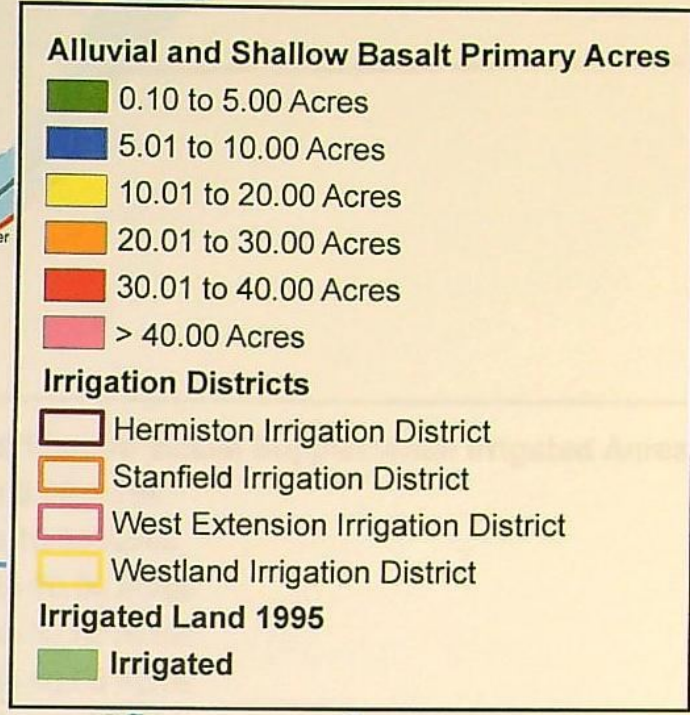 Alluvial and Shallow Basalt Primary Acres
0.10 to 5.00 Acres
5.01 to 10.00 Acres
10.01 to 20.00 Acres
20.01 to 30.00 Acres
30.01 to 40.00 Acres
> 40.00 Acres
Irrigation Districts
Hermiston Irrigation District
Stanfield Irrigation District
West Extension Irrigation District
Westland Irrigation District
Irrigated Land 1995
Irrigated